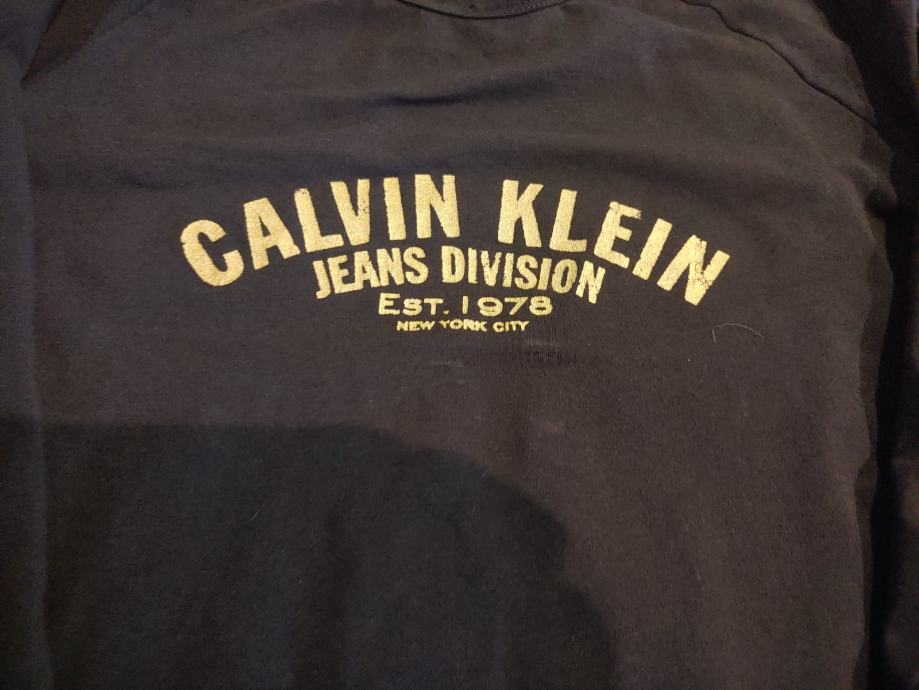 CALVIN KLEIN
JEANS DIVISION
EST. 1978
NEW YORK CITY